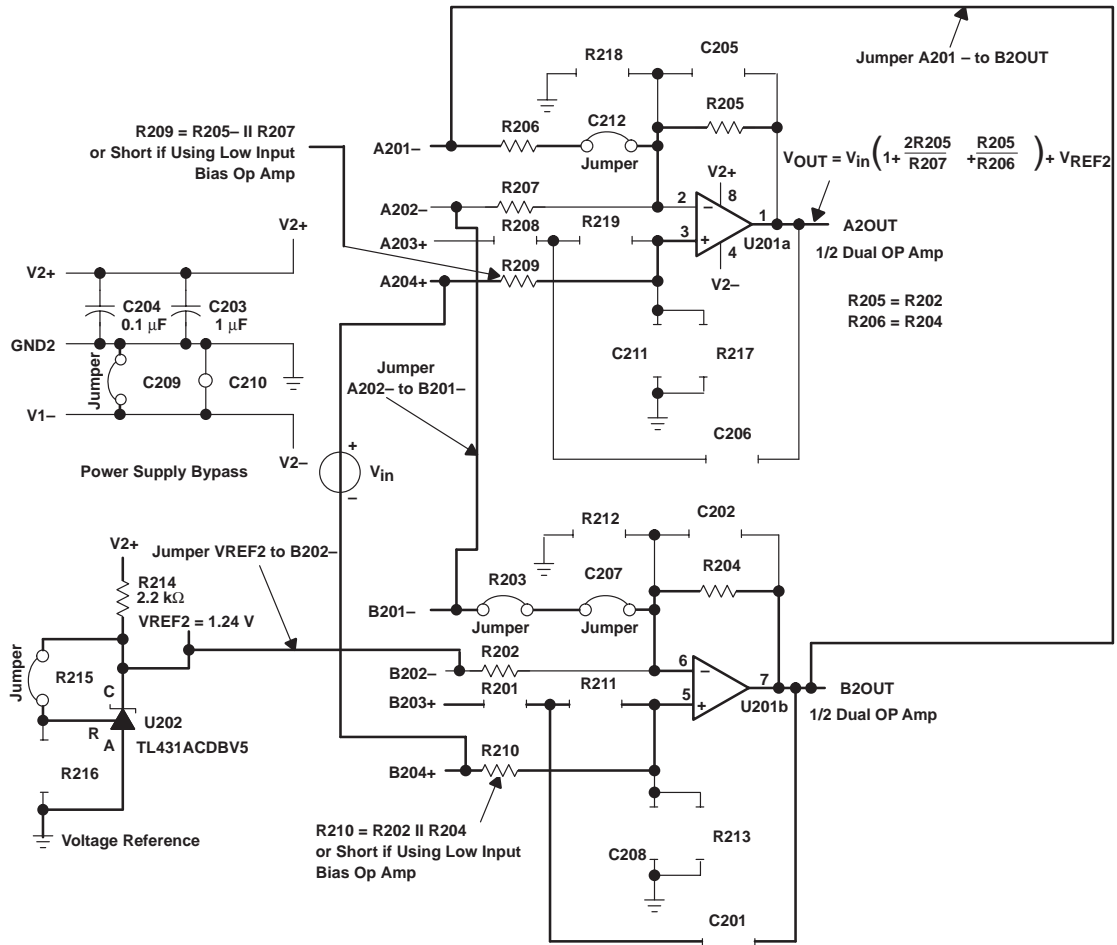 Jumper A201 – to B2OUT
R218
C205
R209 = R205– II R207
or Short if Using Low Input
Bias Op Amp
R206
C212
Jumper
R205
A201–
VOUT = Vin(1+ 2R205/R207 + R205/R206) + VREF2
V2+
8
A202–
R207
2
–
1
A2OUT
U201a
1/2 Dual OP Amp
A203+
R208
R219
3
+
4
V2–
A204+
R209
R205 = R202
R206 = R204
V2+
V2+
C204
0.1 μF
C203
1 μF
GND2
Jumper
C209
C210
V1–
V2–
Power Supply Bypass
Jumper
A202– to B201–
C211
R217
C206
+
Vin
–
R212
C202
V2+
Jumper VREF2 to B202–
R214
2.2 kΩ
VREF2 = 1.24 V
R203
C207
R204
B201–
Jumper
Jumper
Jumper
R215
C
R
A
U202
TL431ACDBV5
R216
Voltage Reference
B202–
R202
6
–
7
B2OUT
U201b
1/2 Dual OP Amp
B203+
R201
R211
5
+
B204+
R210
R210 = R202 II R204
or Short if Using Low Input
Bias Op Amp
C208
R213
C201